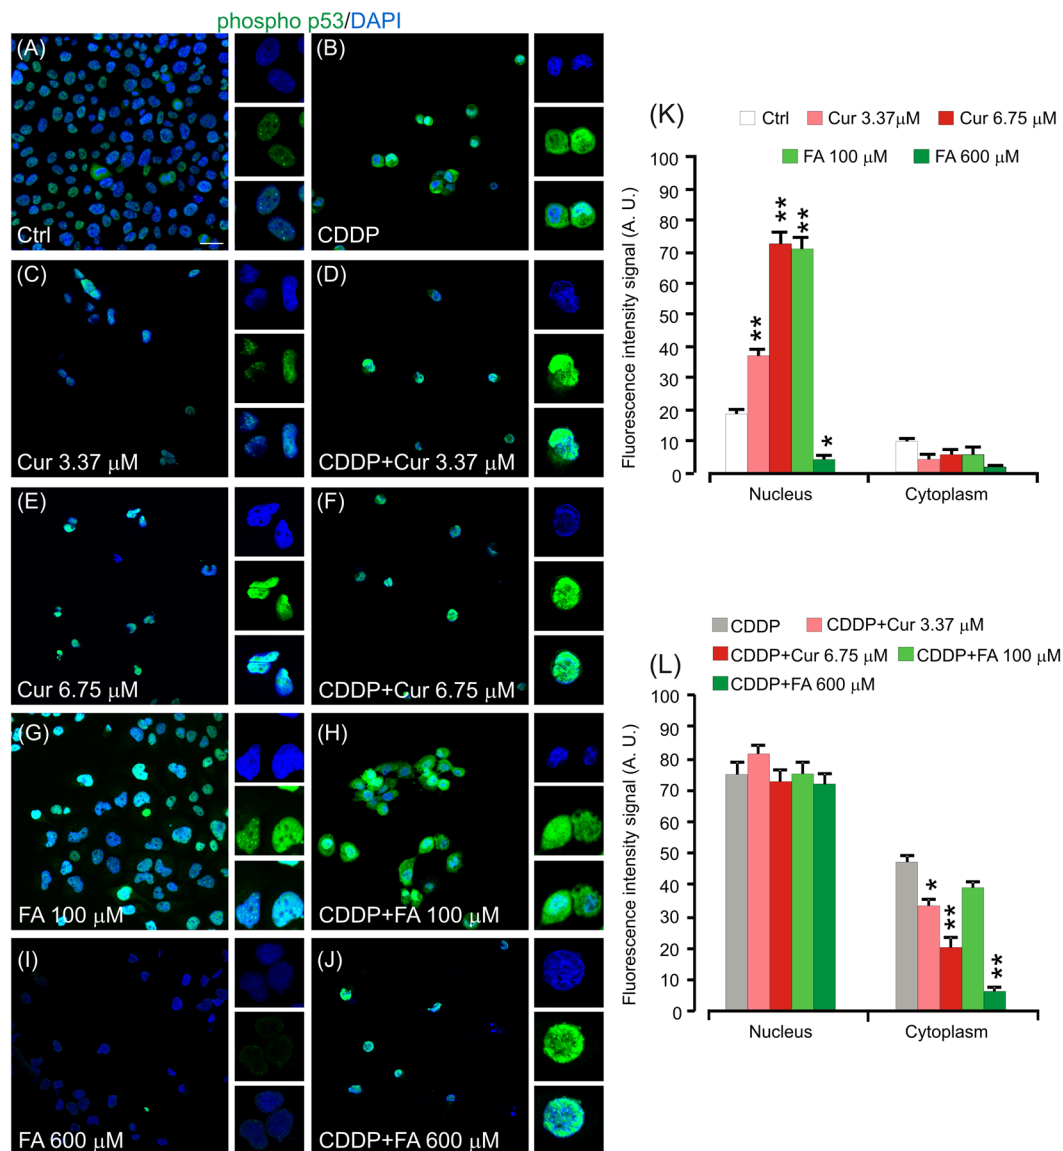 phospho p53/DAPI
(A)
Ctrl
(B)
CDDP
(C)
Cur 3.37 μM
(D)
CDDP+Cur 3.37 μM
(E)
Cur 6.75 μM
(F)
CDDP+Cur 6.75 μM
(G)
FA 100 μM
(H)
CDDP+FA 100 μM
(I)
FA 600 μM
(J)
CDDP+FA 600 μM
(K)
Ctrl Cur 3.37μM Cur 6.75 μM
FA 100 μM FA 600 μM
Fluorescence intensity signal (A. U.)
100
90
80
70
60
50
40
30
20
10
0
** ** ** *
Nucleus Cytoplasm
(L)
CDDP CDDP+Cur 3.37 μM
CDDP+Cur 6.75 μM CDDP+FA 100 μM
CDDP+FA 600 μM
Fluorescence intensity signal (A. U.)
100
90
80
70
60
50
40
30
20
10
0
* ** **
Nucleus Cytoplasm